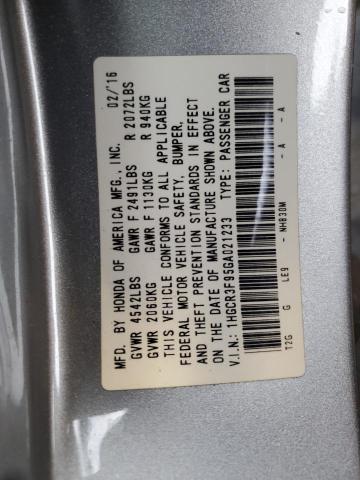 MFD. BY HONDA OF AMERICA MFG., INC. 02/'16
GVWR 4542LBS GAWR F 2491LBS R 2072LBS
GVWR 2060KG GAWR F 1130KG R 940KG
THIS VEHICLE CONFORMS TO ALL APPLICABLE
FEDERAL MOTOR VEHICLE SAFETY, BUMPER,
AND THEFT PREVENTION STANDARDS IN EFFECT
ON THE DATE OF MANUFACTURE SHOWN ABOVE.
V.I.N.: 1HGCR3F95GA021233 TYPE: PASSENGER CAR
T2G G LE9 - NH830M - A - A